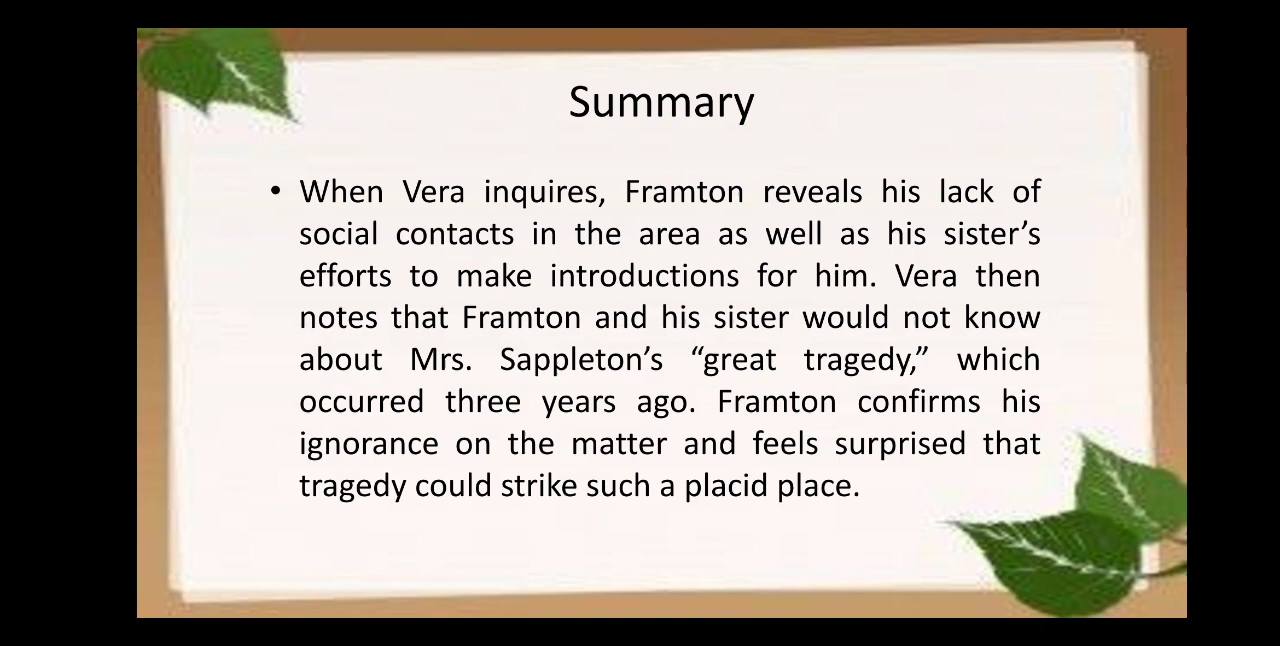 Summary
• When Vera inquires, Framton reveals his lack of
social contacts in the area as well as his sister’s
efforts to make introductions for him. Vera then
notes that Framton and his sister would not know
about Mrs. Sappleton’s “great tragedy,” which
occurred three years ago. Framton confirms his
ignorance on the matter and feels surprised that
tragedy could strike such a placid place.